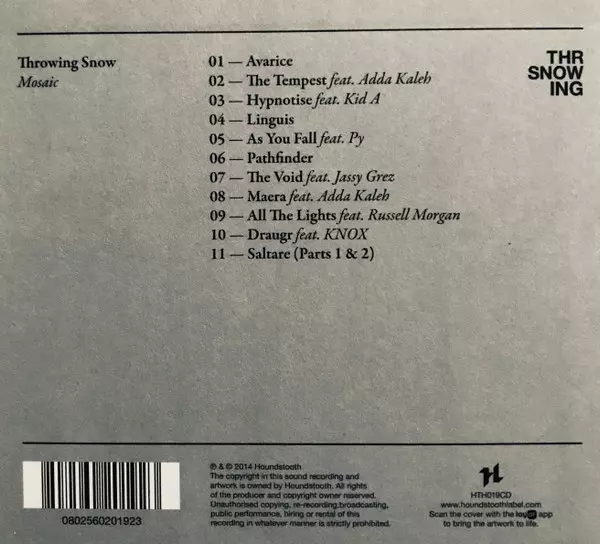 Throwing Snow
Mosaic
01 — Avarice
02 — The Tempest feat. Adda Kaleh
03 — Hypnotise feat. Kid A
04 — Linguis
05 — As You Fall feat. Py
06 — Pathfinder
07 — The Void feat. Jassy Grez
08 — Maera feat. Adda Kaleh
09 — All The Lights feat. Russell Morgan
10 — Draugr feat. KNOX
11 — Saltare (Parts 1 & 2)
THR
SNOW
ING
0802560201923
℗ & © 2014 Houndstooth
The copyright in this sound recording and
artwork is owned by Houndstooth. All rights
of the producer and copyright owner reserved.
Unauthorised copying, re-recording, broadcasting,
public performance, hiring or rental of this
recording in whatever manner is strictly prohibited.
H
HTH019CD
www.houndstoothlabel.com
Scan the cover with the app
to bring the artwork to life.